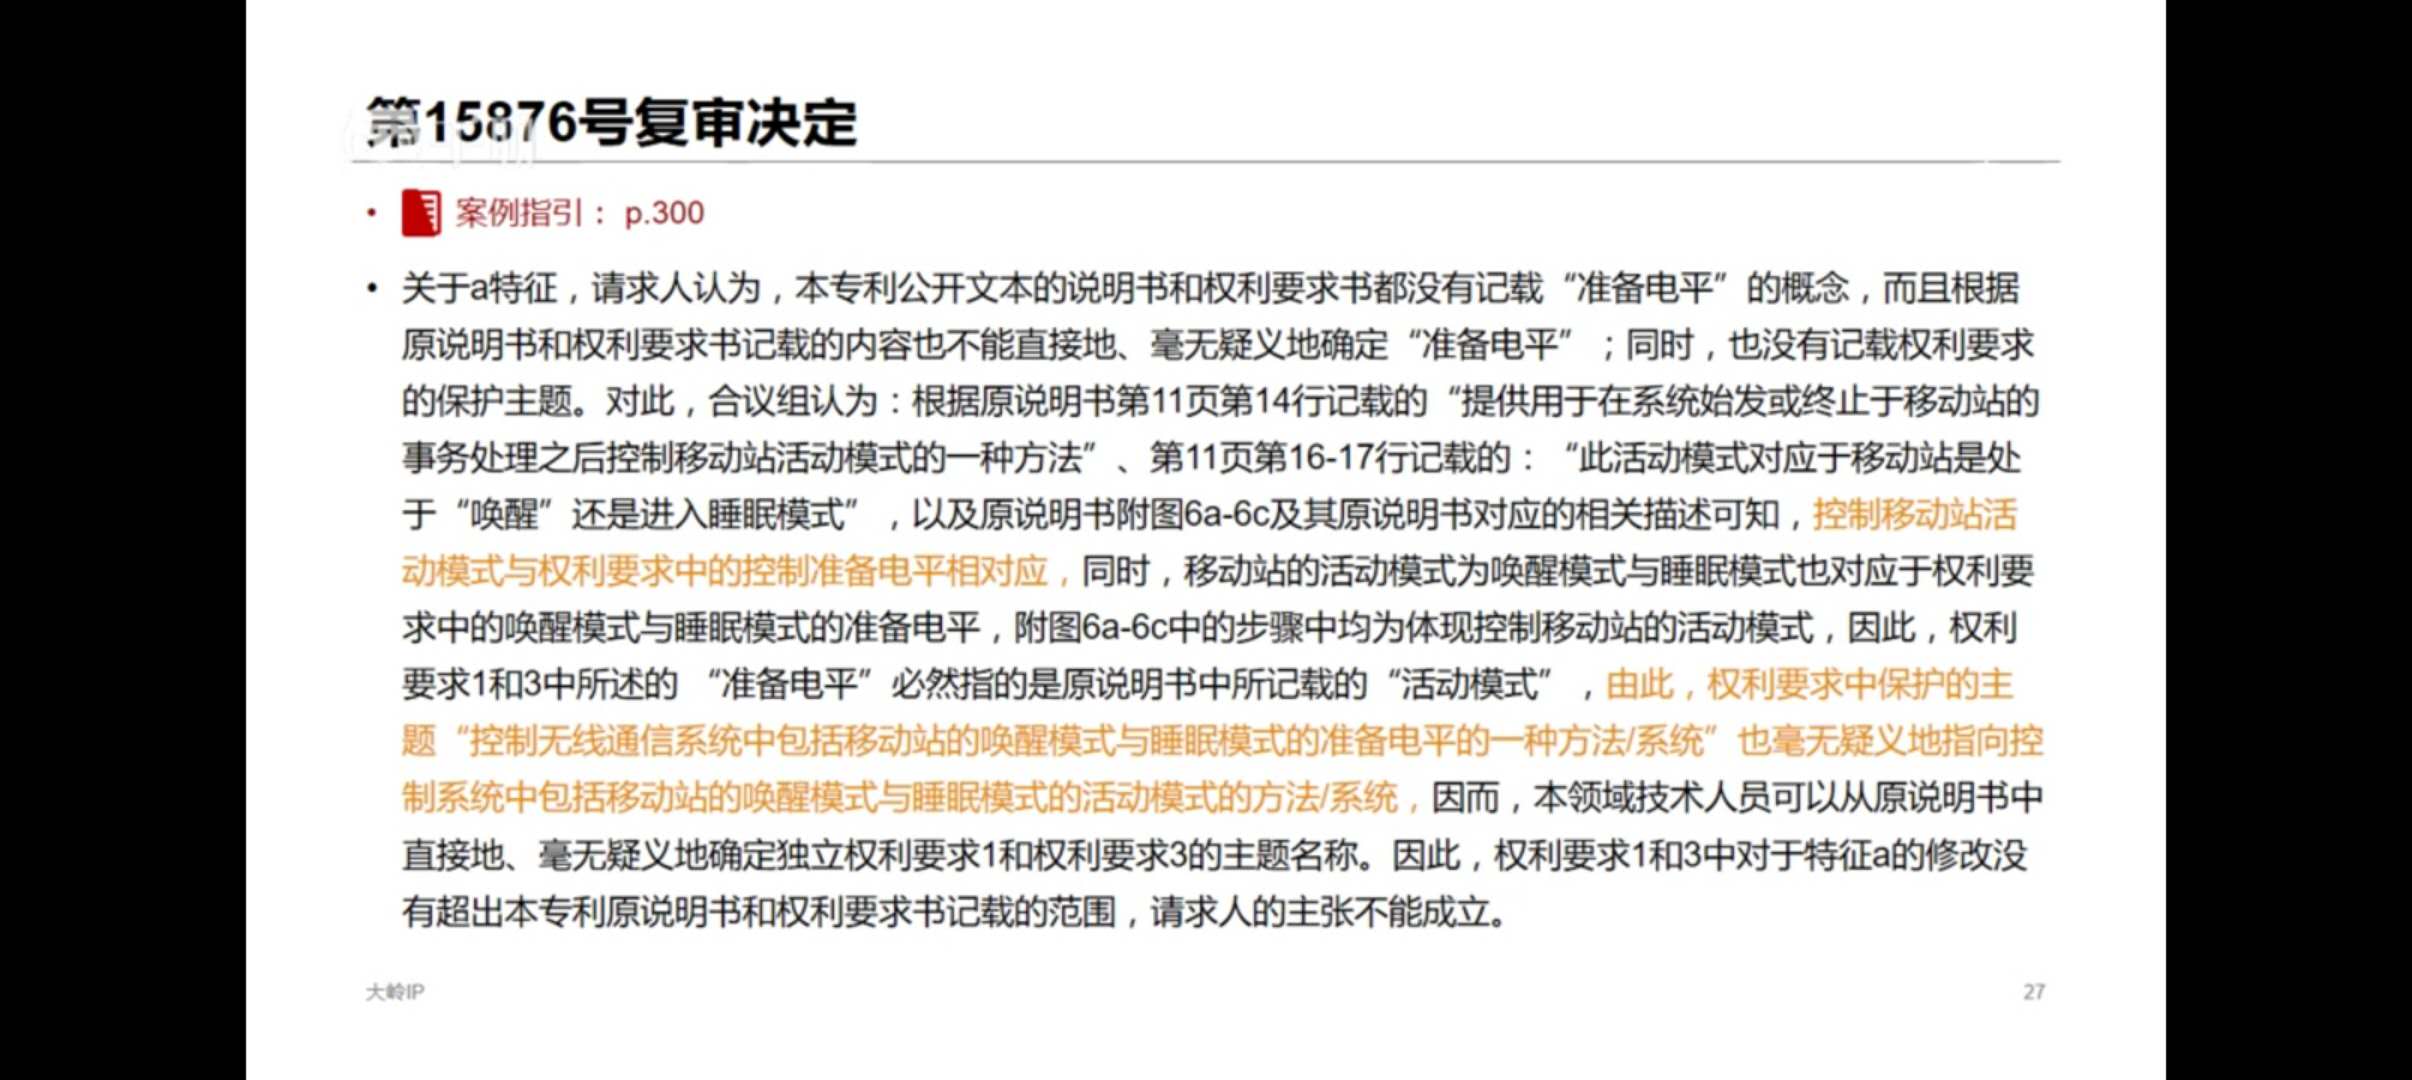 第15876号复审决定
• 案例指引： p.300
• 关于a特征，请求人认为，本专利公开文本的说明书和权利要求书都没有记载“准备电平”的概念，而且根据
原说明书和权利要求书记载的内容也不能直接地、毫无疑义地确定“准备电平”；同时，也没有记载权利要求
的保护主题。对此，合议组认为：根据原说明书第11页第14行记载的“提供用于在系统始发或终止于移动站的
事务处理之后控制移动站活动模式的一种方法”、第11页第16-17行记载的：“此活动模式对应于移动站是处
于“唤醒”还是进入睡眠模式”，以及原说明书附图6a-6c及其原说明书对应的相关描述可知，控制移动站活
动模式与权利要求中的控制准备电平相对应，同时，移动站的活动模式为唤醒模式与睡眠模式也对应于权利要
求中的唤醒模式与睡眠模式的准备电平，附图6a-6c中的步骤中均为体现控制移动站的活动模式，因此，权利
要求1和3中所述的 “准备电平”必然指的是原说明书中所记载的“活动模式”，由此，权利要求中保护的主
题“控制无线通信系统中包括移动站的唤醒模式与睡眠模式的准备电平的一种方法/系统”也毫无疑义地指向控
制系统中包括移动站的唤醒模式与睡眠模式的活动模式的方法/系统，因而，本领域技术人员可以从原说明书中
直接地、毫无疑义地确定独立权利要求1和权利要求3的主题名称。因此，权利要求1和3中对于特征a的修改没
有超出本专利原说明书和权利要求书记载的范围，请求人的主张不能成立。
大岭IP
27